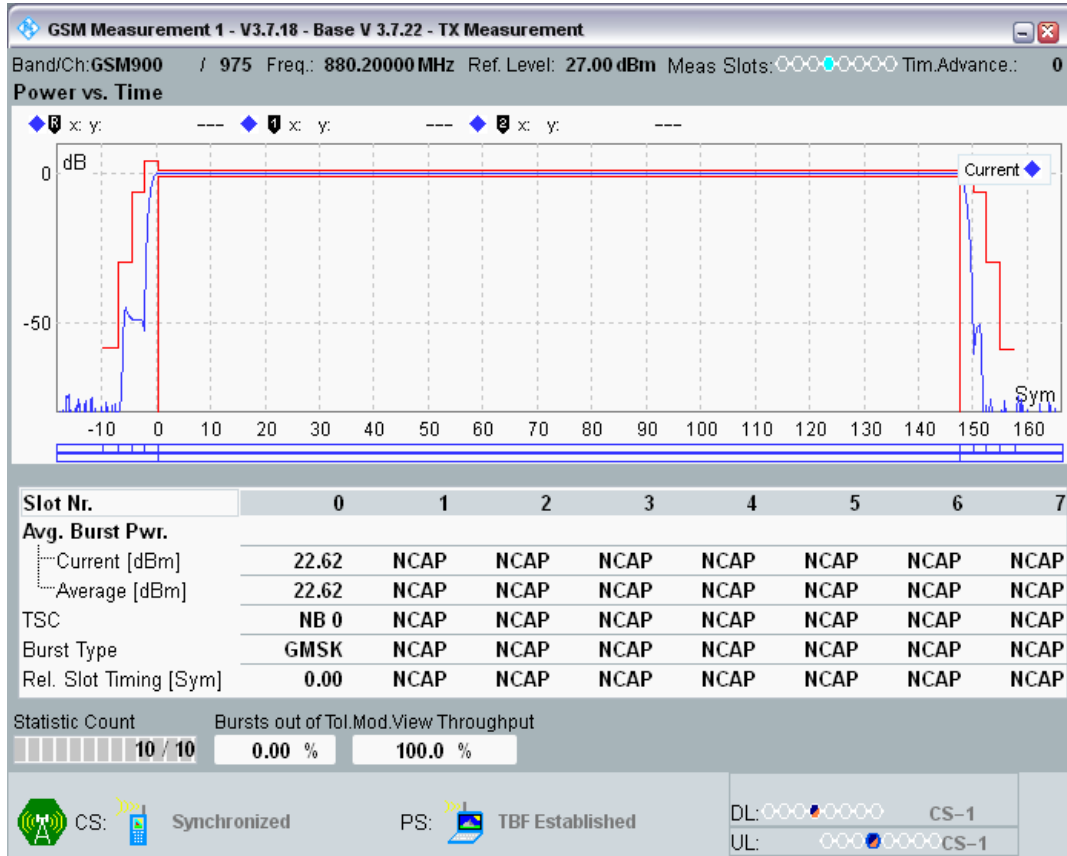 GSM Measurement 1 - V3.7.18 - Base V 3.7.22 - TX Measurement
Band/Ch:GSM900 / 975 Freq.: 880.20000 MHz Ref. Level: 27.00 dBm Meas Slots: Tim.Advance.: 0
Power vs. Time
R x: y: --- 1 x: y: --- 2 x: y: ---
dB
Current
0
-50
Sym
-10 0 10 20 30 40 50 60 70 80 90 100 110 120 130 140 150 160
Slot Nr. 0 1 2 3 4 5 6 7
Avg. Burst Pwr.
Current [dBm] 22.62 NCAP NCAP NCAP NCAP NCAP NCAP NCAP
Average [dBm] 22.62 NCAP NCAP NCAP NCAP NCAP NCAP NCAP
TSC NB 0 NCAP NCAP NCAP NCAP NCAP NCAP NCAP
Burst Type GMSK NCAP NCAP NCAP NCAP NCAP NCAP NCAP
Rel. Slot Timing [Sym] 0.00 NCAP NCAP NCAP NCAP NCAP NCAP NCAP
Statistic Count Bursts out of Tol. Mod.View Throughput
10 / 10 0.00 % 100.0 %
CS: Synchronized PS: TBF Established DL: CS-1
UL: CS-1